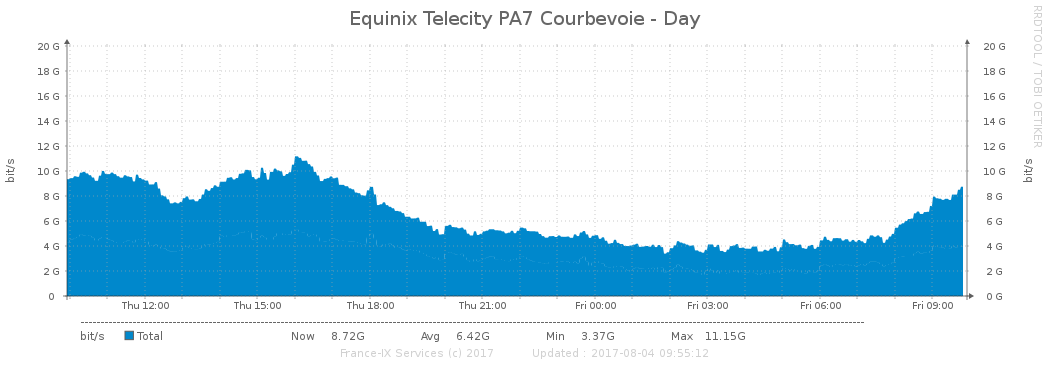 Equinix Telecity PA7 Courbevoie - Day
RRDTOOL / TOBI OETIKER
bit/s
20 G 20 G
18 G 18 G
16 G 16 G
14 G 14 G
12 G 12 G
10 G 10 G
8 G 8 G
6 G 6 G
4 G 4 G
2 G 2 G
0 0 G
bit/s
Thu 12:00 Thu 15:00 Thu 18:00 Thu 21:00 Fri 00:00 Fri 03:00 Fri 06:00 Fri 09:00
bit/s Total Now 8.72G Avg 6.42G Min 3.37G Max 11.15G
France-IX Services (c) 2017 Updated : 2017-08-04 09:55:12